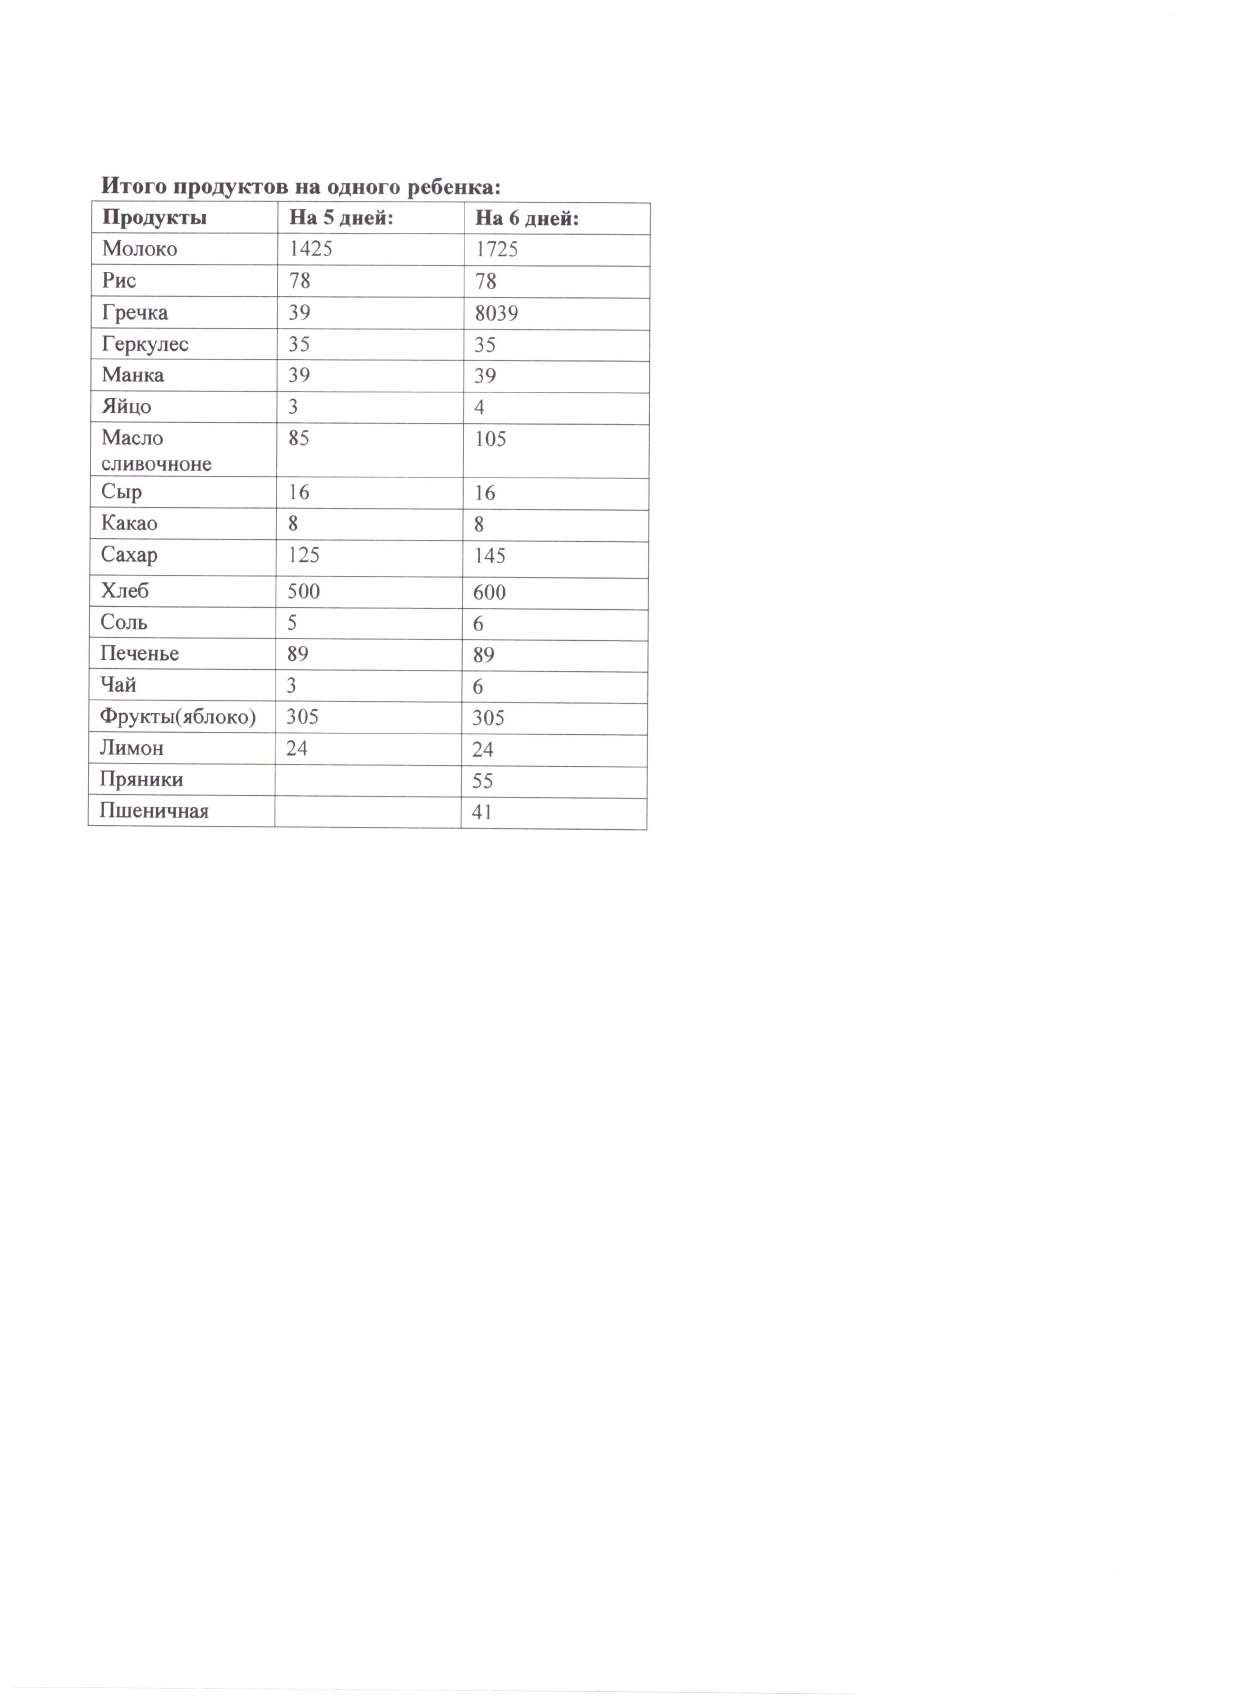 Итого продуктов на одного ребенка:
Продукты На 5 дней: На 6 дней:
Молоко 1425 1725
Рис 78 78
Гречка 39 8039
Геркулес 35 35
Манка 39 39
Яйцо 3 4
Масло 85 105
сливочноне
Сыр 16 16
Какао 8 8
Сахар 125 145
Хлеб 500 600
Соль 5 6
Печенье 89 89
Чай 3 6
Фрукты(яблоко) 305 305
Лимон 24 24
Пряники 55
Пшеничная 41